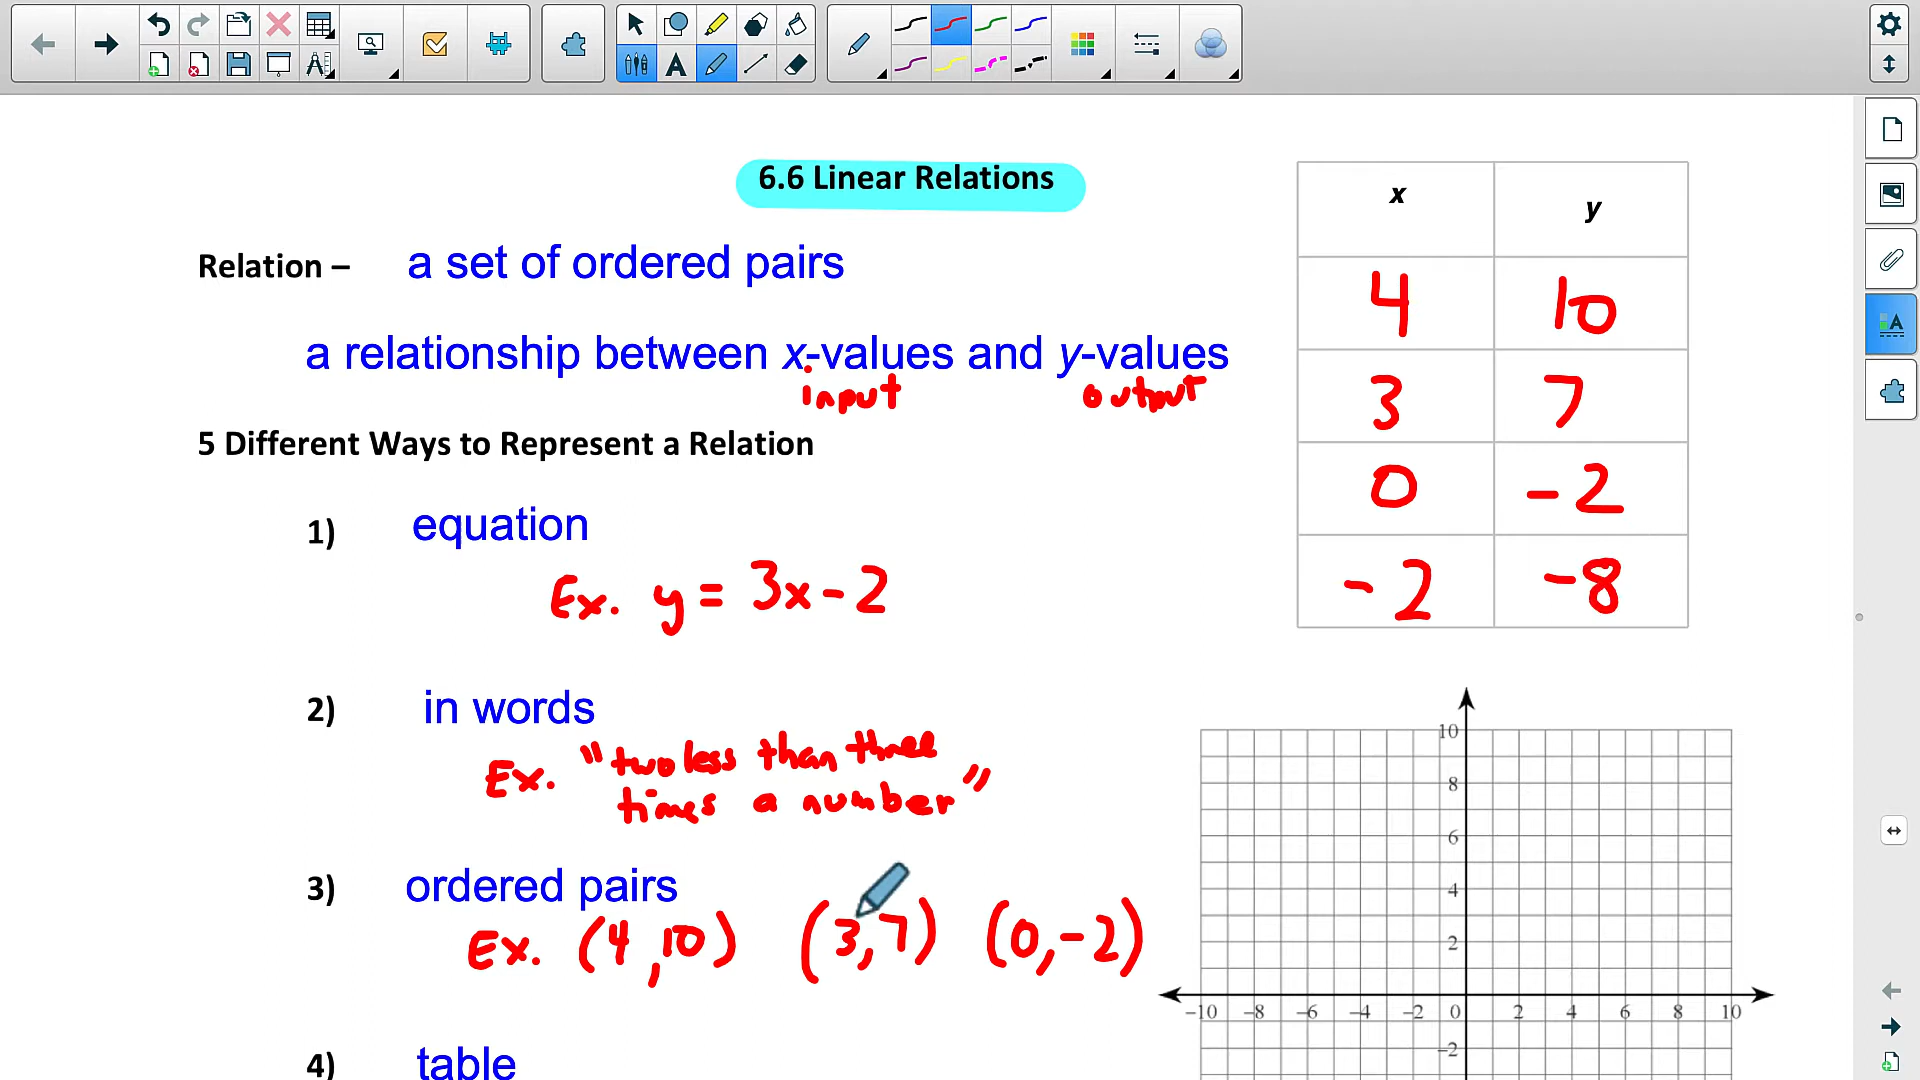 6.6 Linear Relations
Relation – a set of ordered pairs
a relationship between x-values and y-values
input output
5 Different Ways to Represent a Relation
1) equation
Ex. y = 3x - 2
2) in words
Ex. "two less than three
times a number"
3) ordered pairs
Ex. (4,10) (3,7) (0,-2)
4) table
x y
4 10
3 7
0 -2
-2 -8
10
8
6
4
2
-10 -8 -6 -4 -2 0 2 4 6 8 10
-2